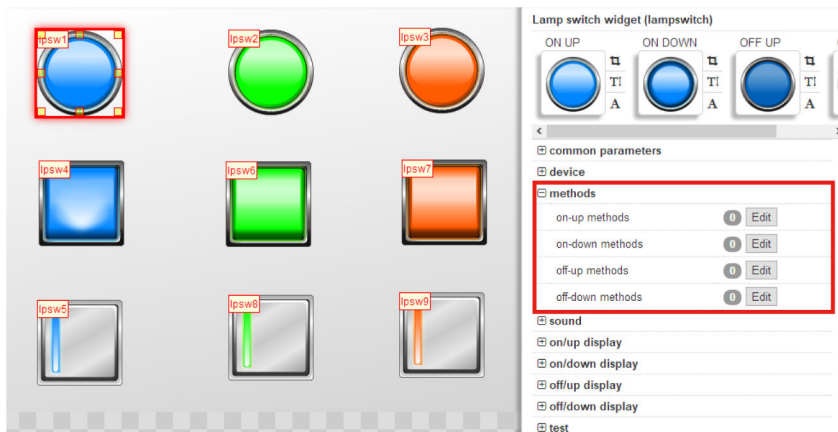 lpsw1
lpsw2
lpsw3
lpsw4
lpsw6
lpsw7
lpsw5
lpsw8
lpsw9
Lamp switch widget (lampswitch)
ON UP ON DOWN OFF UP
TI TI TI
A A A
common parameters
device
methods
on-up methods 0 Edit
on-down methods 0 Edit
off-up methods 0 Edit
off-down methods 0 Edit
sound
on/up display
on/down display
off/up display
off/down display
test